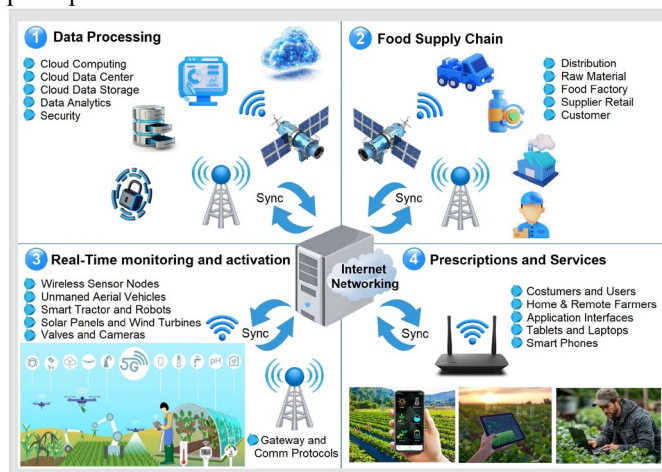 1 Data Processing
Cloud Computing
Cloud Data Center
Cloud Data Storage
Data Analytics
Security
Sync
2 Food Supply Chain
Distribution
Raw Material
Food Factory
Supplier Retail
Customer
Sync
Internet
Networking
3 Real-Time monitoring and activation
Wireless Sensor Nodes
Unmaned Aerial Vehicles
Smart Tractor and Robots
Solar Panels and Wind Turbines
Valves and Cameras
Sync
5G
pH
Gateway and
Comm Protocols
4 Prescriptions and Services
Costumers and Users
Home & Remote Farmers
Application Interfaces
Tablets and Laptops
Smart Phones
Sync